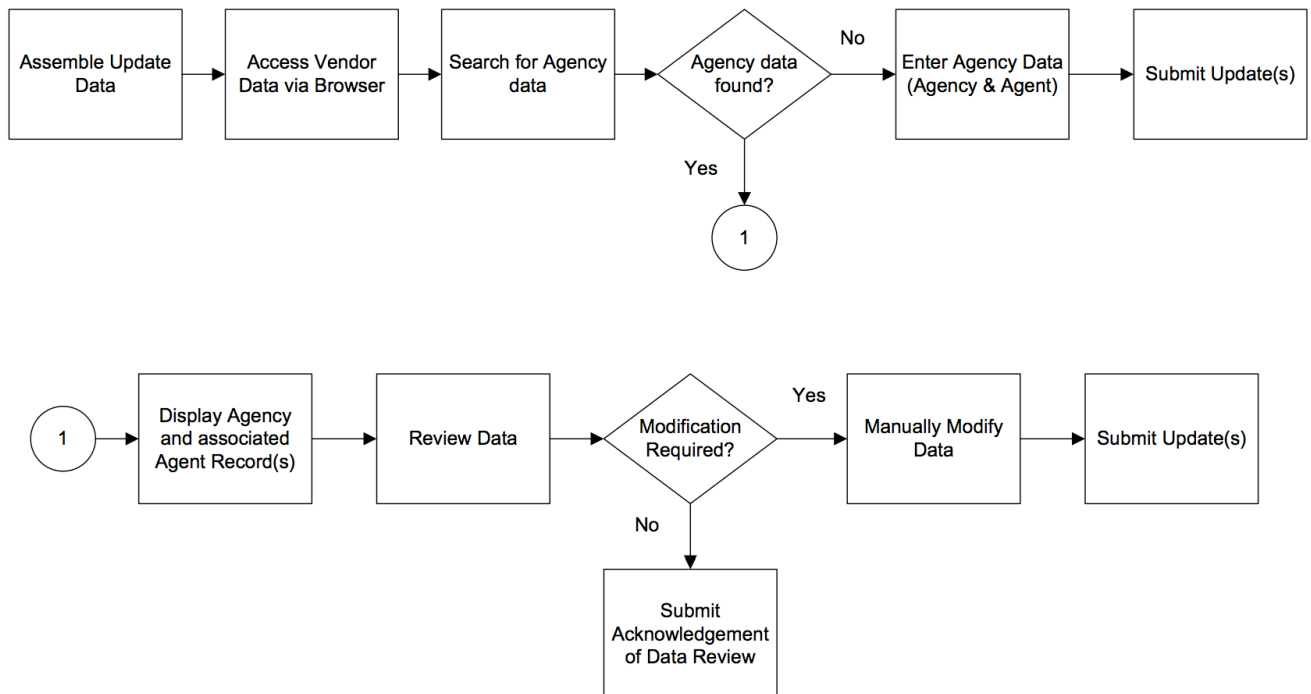 Assemble Update
Data
Access Vendor
Data via Browser
Search for Agency
data
Agency data
found?
No
Enter Agency Data
(Agency & Agent)
Submit Update(s)
Yes
1
1
Display Agency
and associated
Agent Record(s)
Review Data
Modification
Required?
Yes
Manually Modify
Data
Submit Update(s)
No
Submit
Acknowledgement
of Data Review